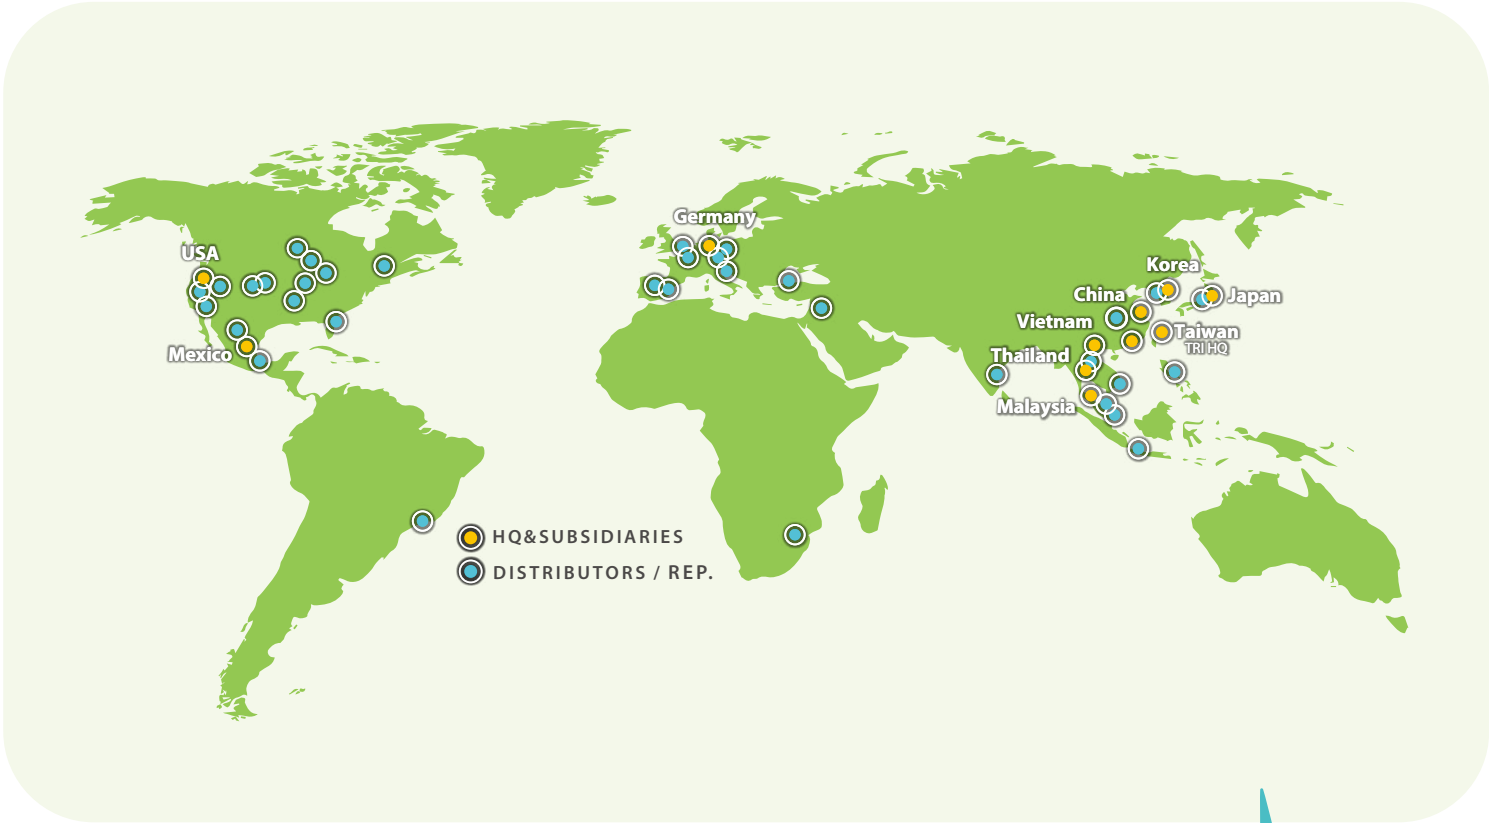 Germany
USA
Korea
China
Japan
Vietnam
Taiwan
TRI HQ
Mexico
Thailand
Malaysia
HQ&SUBSIDIARIES
DISTRIBUTORS / REP.